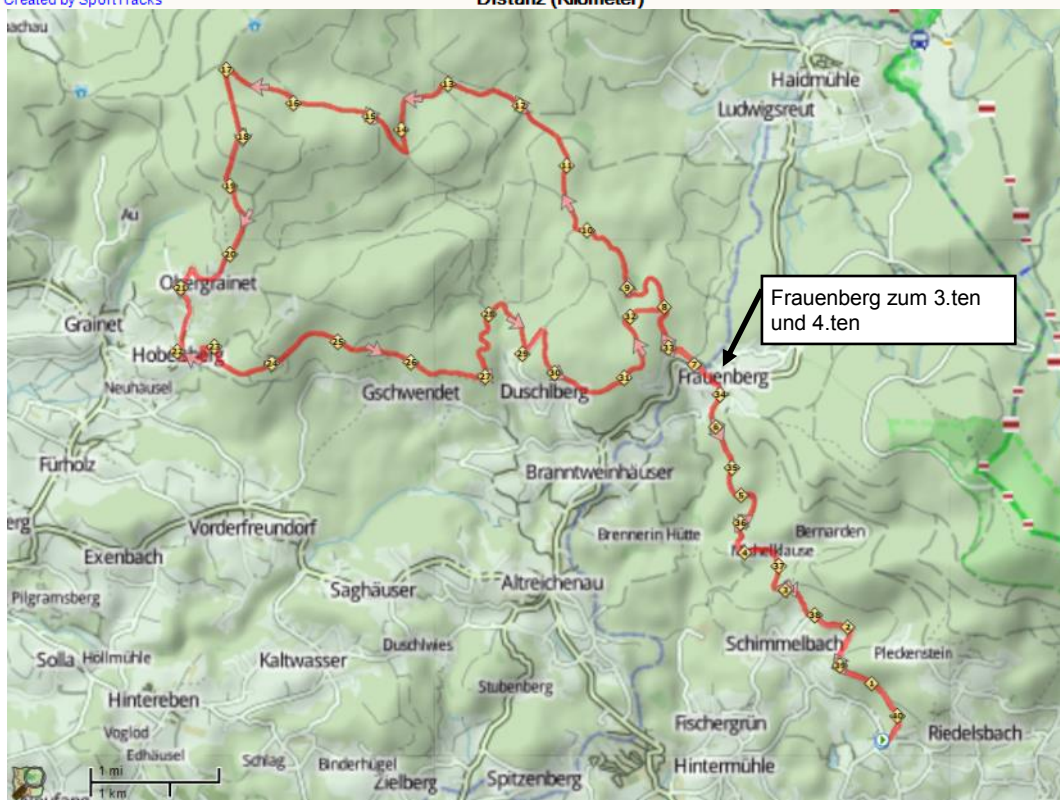 Created by SportTracks
Distanz (Kilometer)
Haidmühle
Ludwigsreut
Au
Obergrainet
Grainet
Frauenberg zum 3.ten
und 4.ten
Neuhäusel
Gschwendet
Duschlberg
Frauenberg
Fürholz
Branntweinhäuser
Vorderfreundorf
Brennerin Hütte
Bernarden
Exenbach
Altreichenau
Saghäuser
Pilgramsberg
Schimmelbach
Duschlwies
Pleckenstein
Solla
Höllmühle
Kaltwasser
Stubenberg
Hintereben
Fischergrün
Riedelsbach
Voglöd
Edhäusel
Schlag
Binderhügel
Hintermühle
Zielberg
Spitzenberg
1 mi
1 km